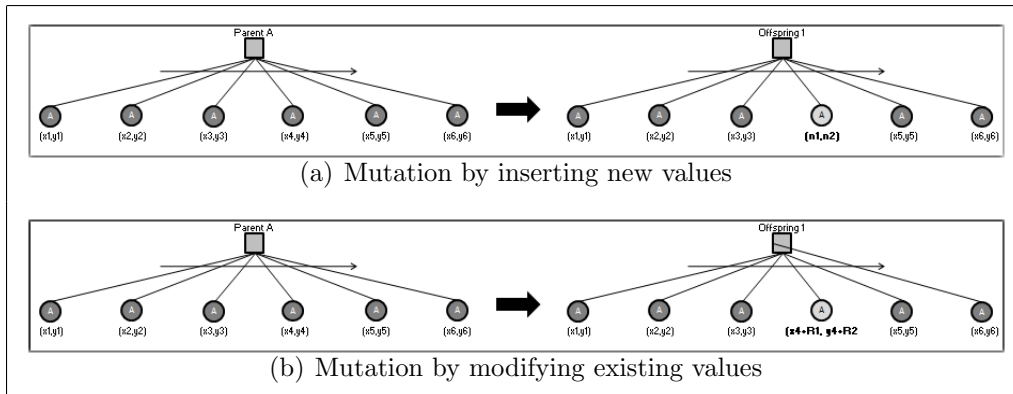 Parent A Offspring 1
A A A A A A A A A A A A
(x1,y1) (x2,y2) (x3,y3) (x4,y4) (x5,y5) (x6,y6) (x1,y1) (x2,y2) (x3,y3) (n1,n2) (x5,y5) (x6,y6)
(a) Mutation by inserting new values
Parent A Offspring 1
A A A A A A A A A A A A
(x1,y1) (x2,y2) (x3,y3) (x4,y4) (x5,y5) (x6,y6) (x1,y1) (x2,y2) (x3,y3) (x4+R1, y4+R2 (x5,y5) (x6,y6)
(b) Mutation by modifying existing values